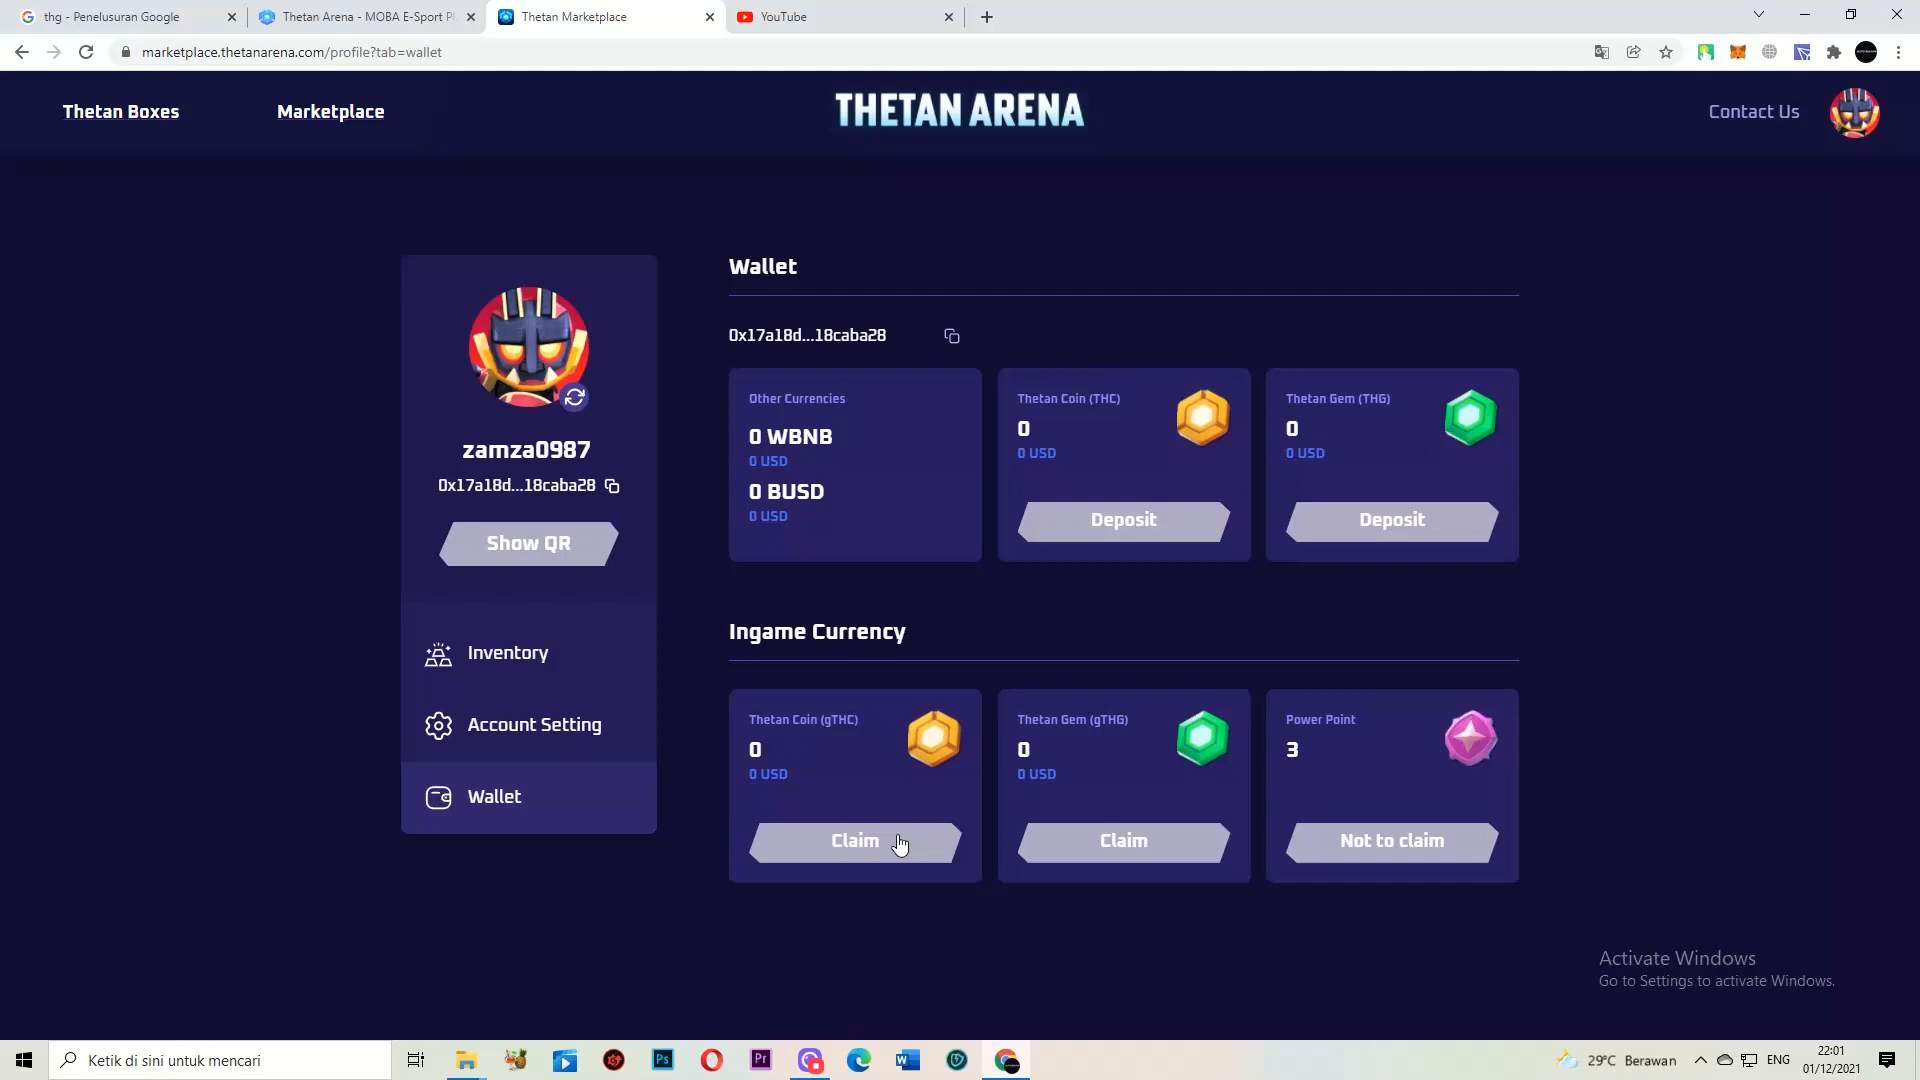 thg - Penelusuran Google
Thetan Arena - MOBA E-Sport Pl
Thetan Marketplace
YouTube
marketplace.thetanarena.com/profile?tab=wallet
Thetan Boxes
Marketplace
THETAN ARENA
Contact Us
zamza0987
0x17a18d...18caba28
Show QR
Inventory
Account Setting
Wallet
Wallet
0x17a18d...18caba28
Other Currencies
0 WBNB
0 USD
0 BUSD
0 USD
Thetan Coin (THC)
0
0 USD
Deposit
Thetan Gem (THG)
0
0 USD
Deposit
Ingame Currency
Thetan Coin (gTHC)
0
0 USD
Claim
Thetan Gem (gTHG)
0
0 USD
Claim
Power Point
3
Not to claim
Activate Windows
Go to Settings to activate Windows.
Ketik di sini untuk mencari
Ps
Pr
29°C Berawan
ENG
22:01
01/12/2021